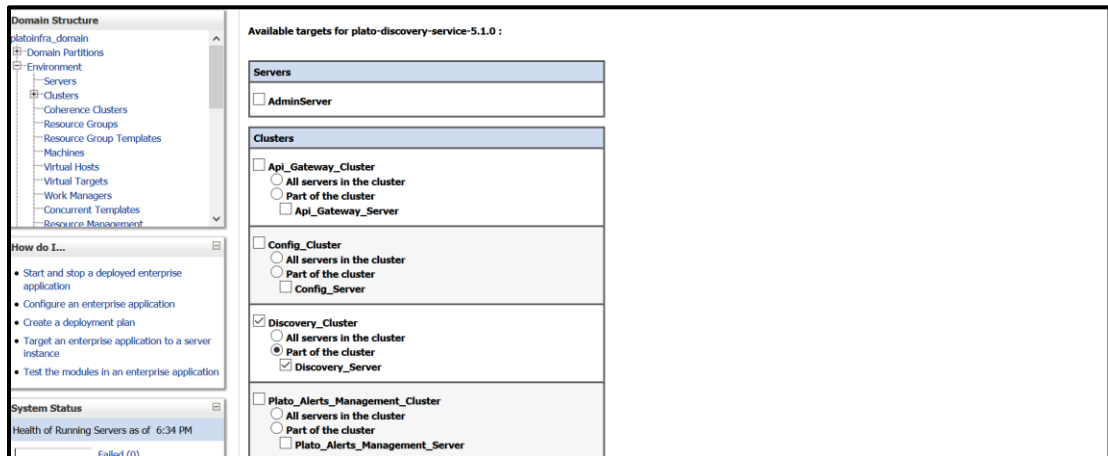 Domain Structure
platoinfra_domain
Domain Partitions
Environment
Servers
Clusters
Coherence Clusters
Resource Groups
Resource Group Templates
Machines
Virtual Hosts
Virtual Targets
Work Managers
Concurrent Templates
Resource Management
How do I...
Start and stop a deployed enterprise
application
Configure an enterprise application
Create a deployment plan
Target an enterprise application to a server
instance
Test the modules in an enterprise application
System Status
Health of Running Servers as of 6:34 PM
Failed (0)
Available targets for plato-discovery-service-5.1.0 :
Servers
AdminServer
Clusters
Api_Gateway_Cluster
All servers in the cluster
Part of the cluster
Api_Gateway_Server
Config_Cluster
All servers in the cluster
Part of the cluster
Config_Server
Discovery_Cluster
All servers in the cluster
Part of the cluster
Discovery_Server
Plato_Alerts_Management_Cluster
All servers in the cluster
Part of the cluster
Plato_Alerts_Management_Server